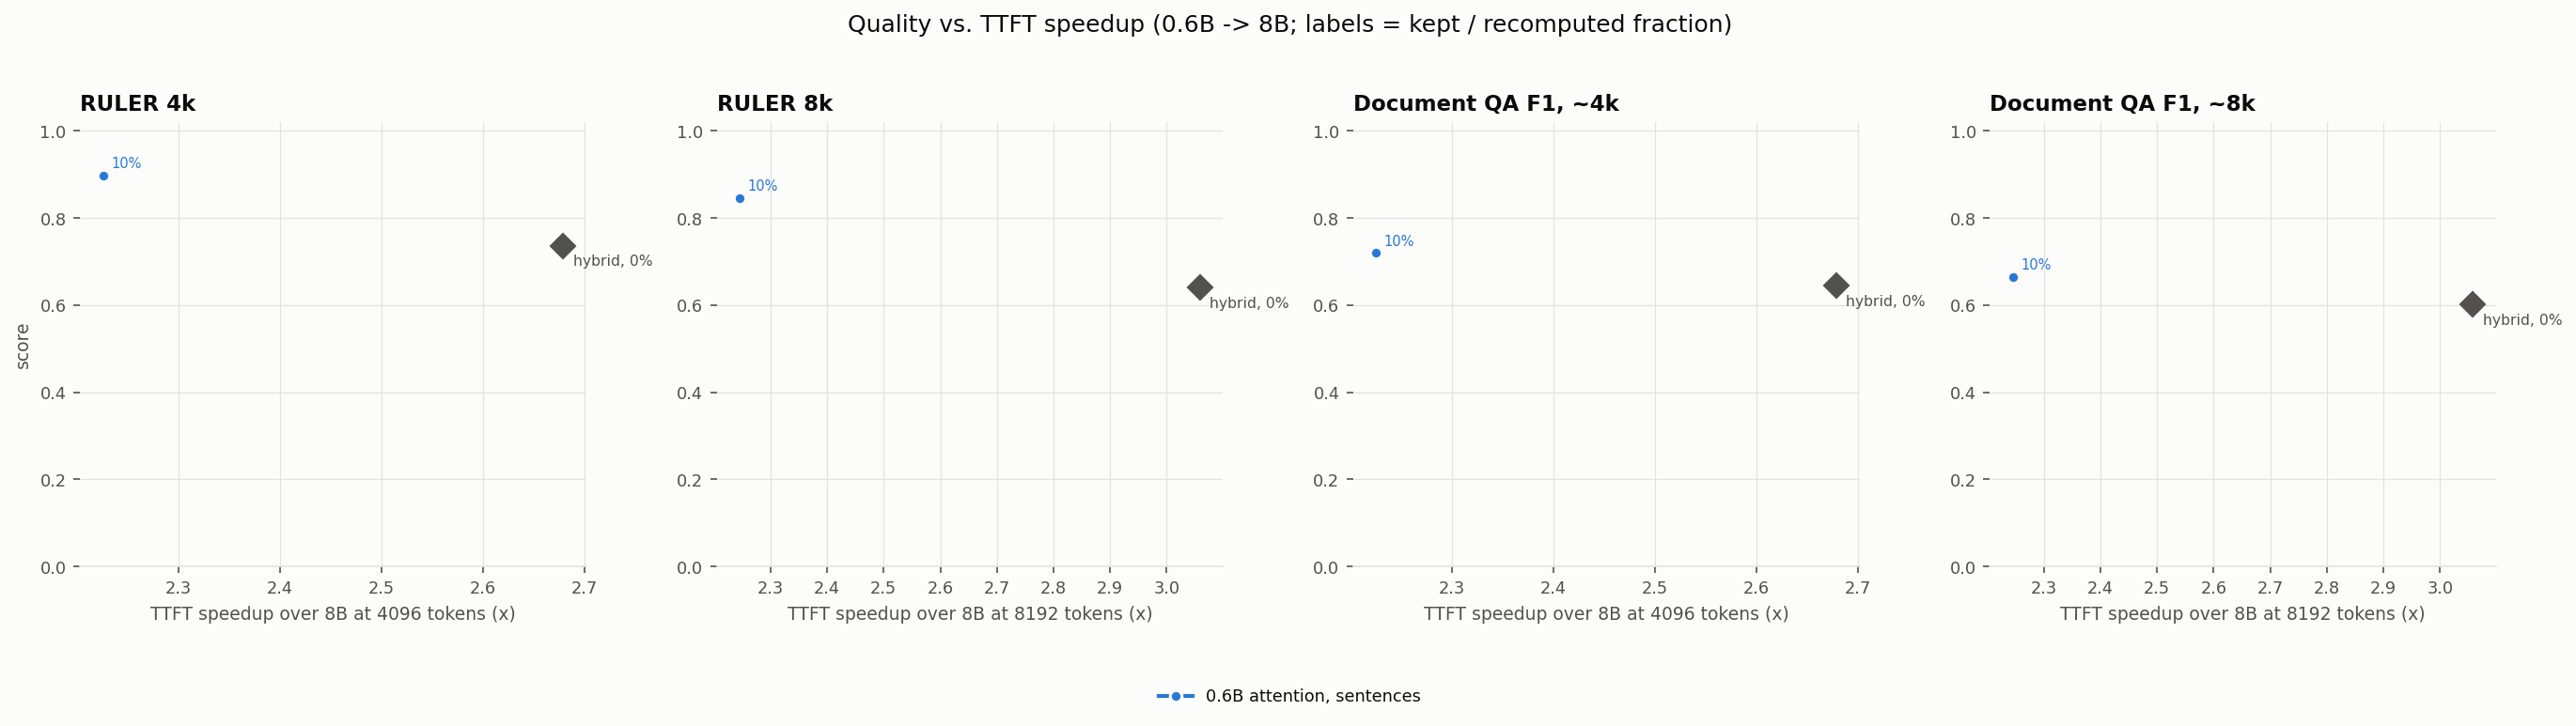 Quality vs. TTFT speedup (0.6B -> 8B; labels = kept / recomputed fraction)
RULER 4k
score
1.0
0.8
0.6
0.4
0.2
0.0
10%
hybrid, 0%
2.3 2.4 2.5 2.6 2.7
TTFT speedup over 8B at 4096 tokens (x)
RULER 8k
1.0
0.8
0.6
0.4
0.2
0.0
10%
hybrid, 0%
2.3 2.4 2.5 2.6 2.7 2.8 2.9 3.0
TTFT speedup over 8B at 8192 tokens (x)
Document QA F1, ~4k
1.0
0.8
0.6
0.4
0.2
0.0
10%
hybrid, 0%
2.3 2.4 2.5 2.6 2.7
TTFT speedup over 8B at 4096 tokens (x)
Document QA F1, ~8k
1.0
0.8
0.6
0.4
0.2
0.0
10%
hybrid, 0%
2.3 2.4 2.5 2.6 2.7 2.8 2.9 3.0
TTFT speedup over 8B at 8192 tokens (x)
0.6B attention, sentences